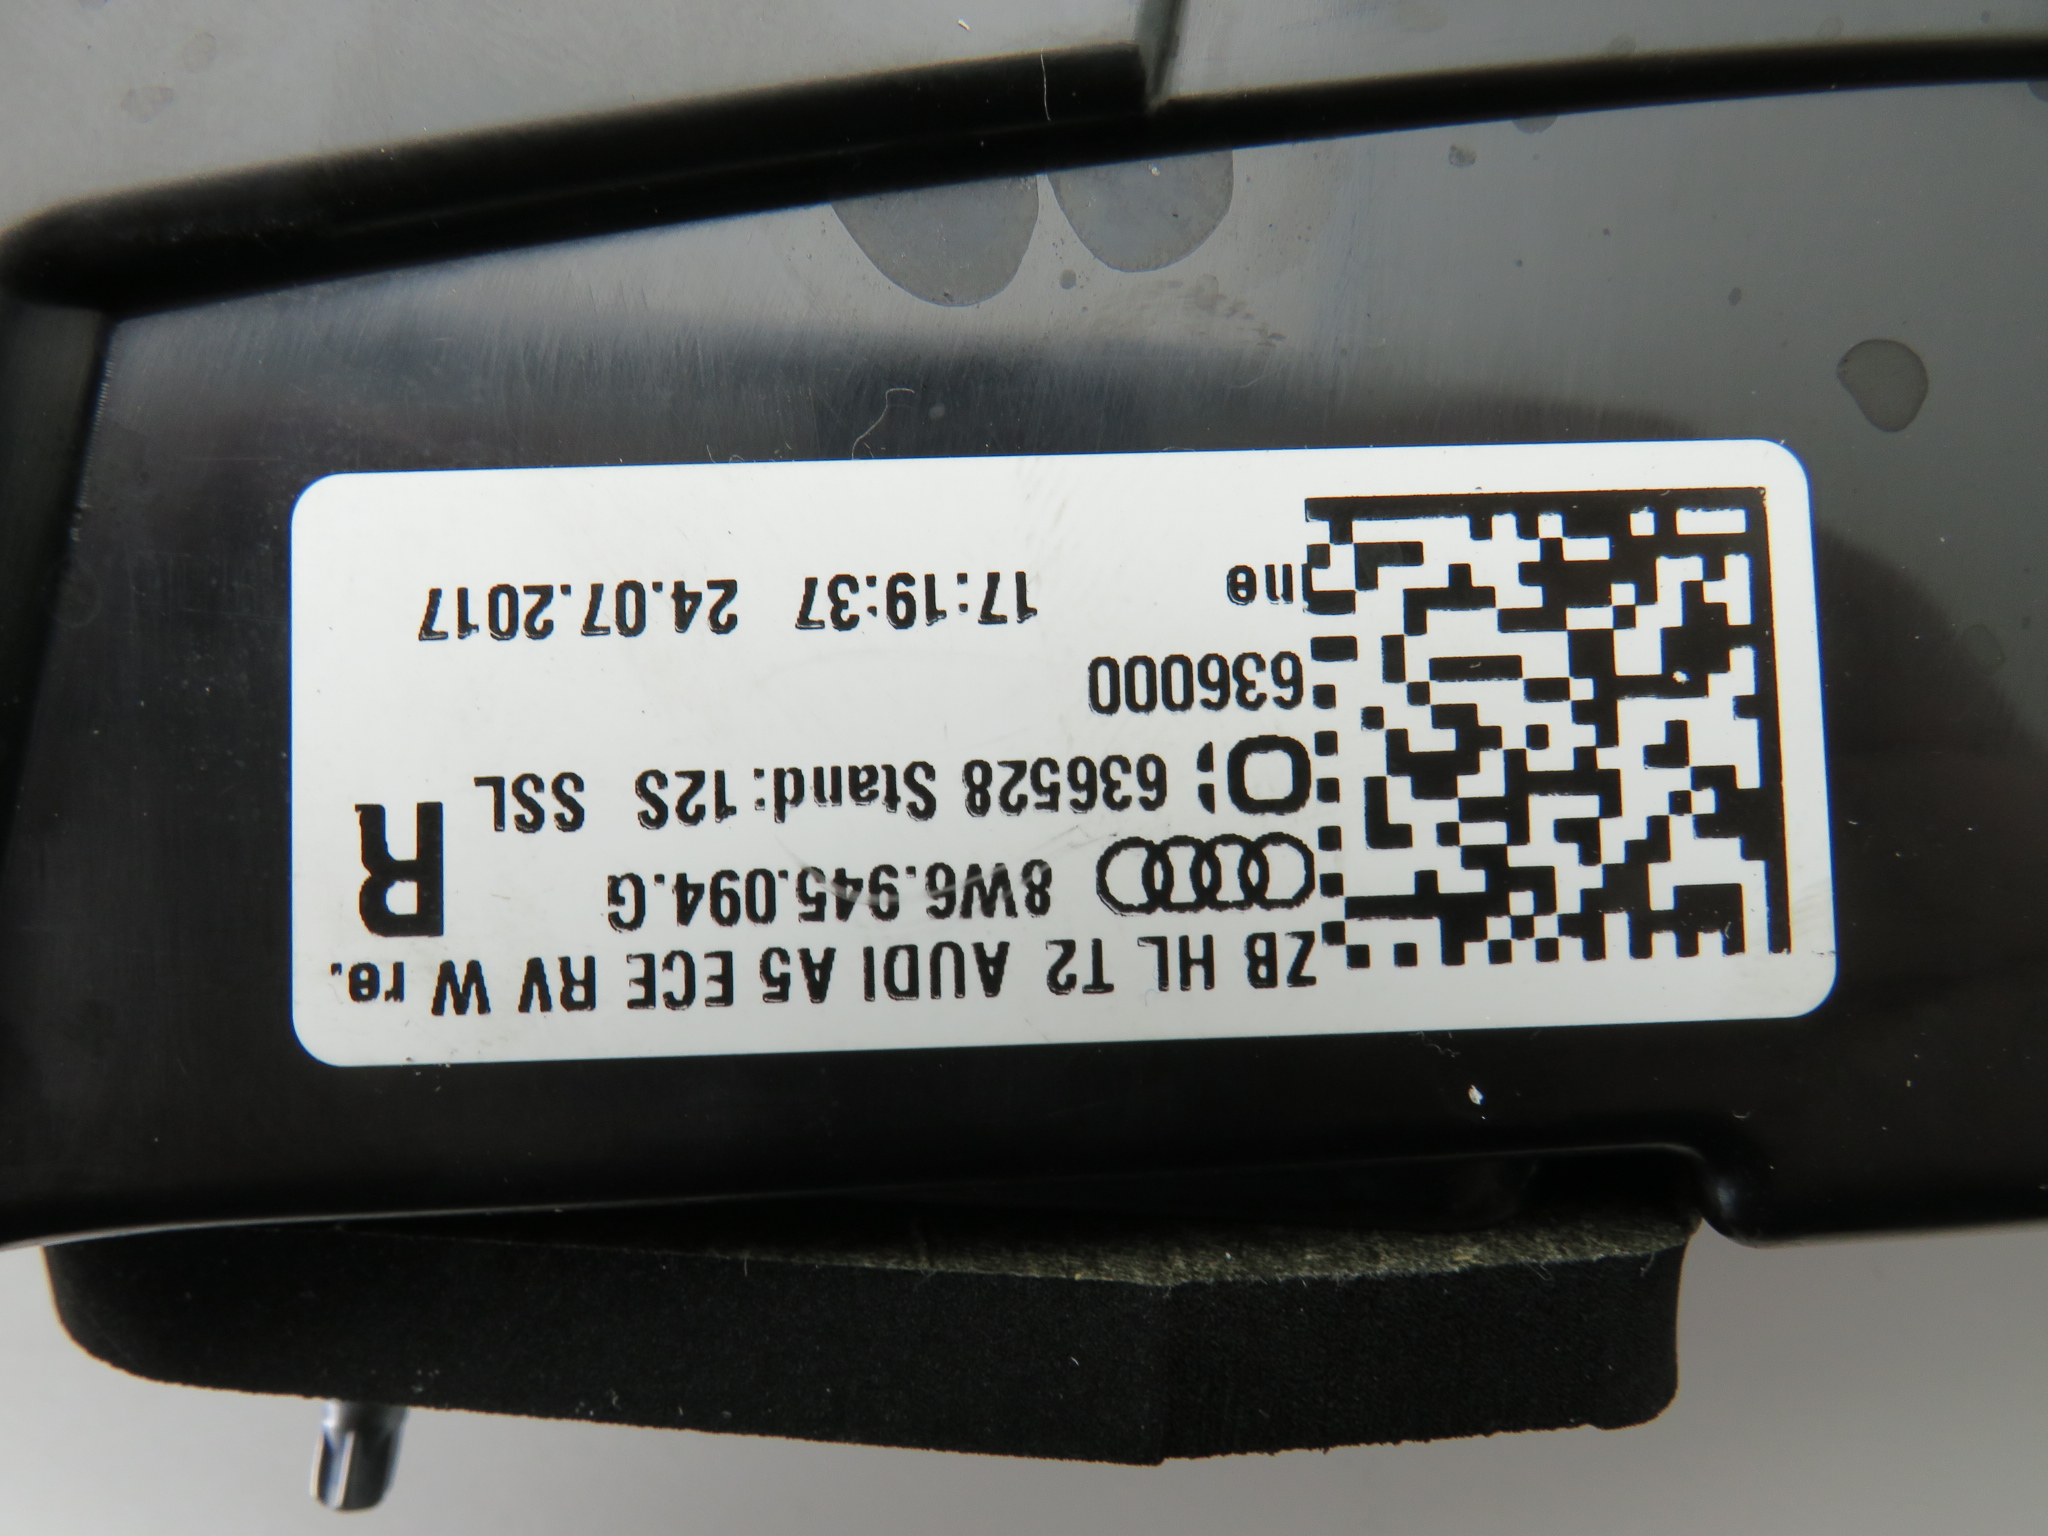 ZB HL T2 AUDI A5 ECE RV W re.
8W6.945.094.G
R
: 636528 Stand:12S SSL
636000
ne 17:19:37 24.07.2017